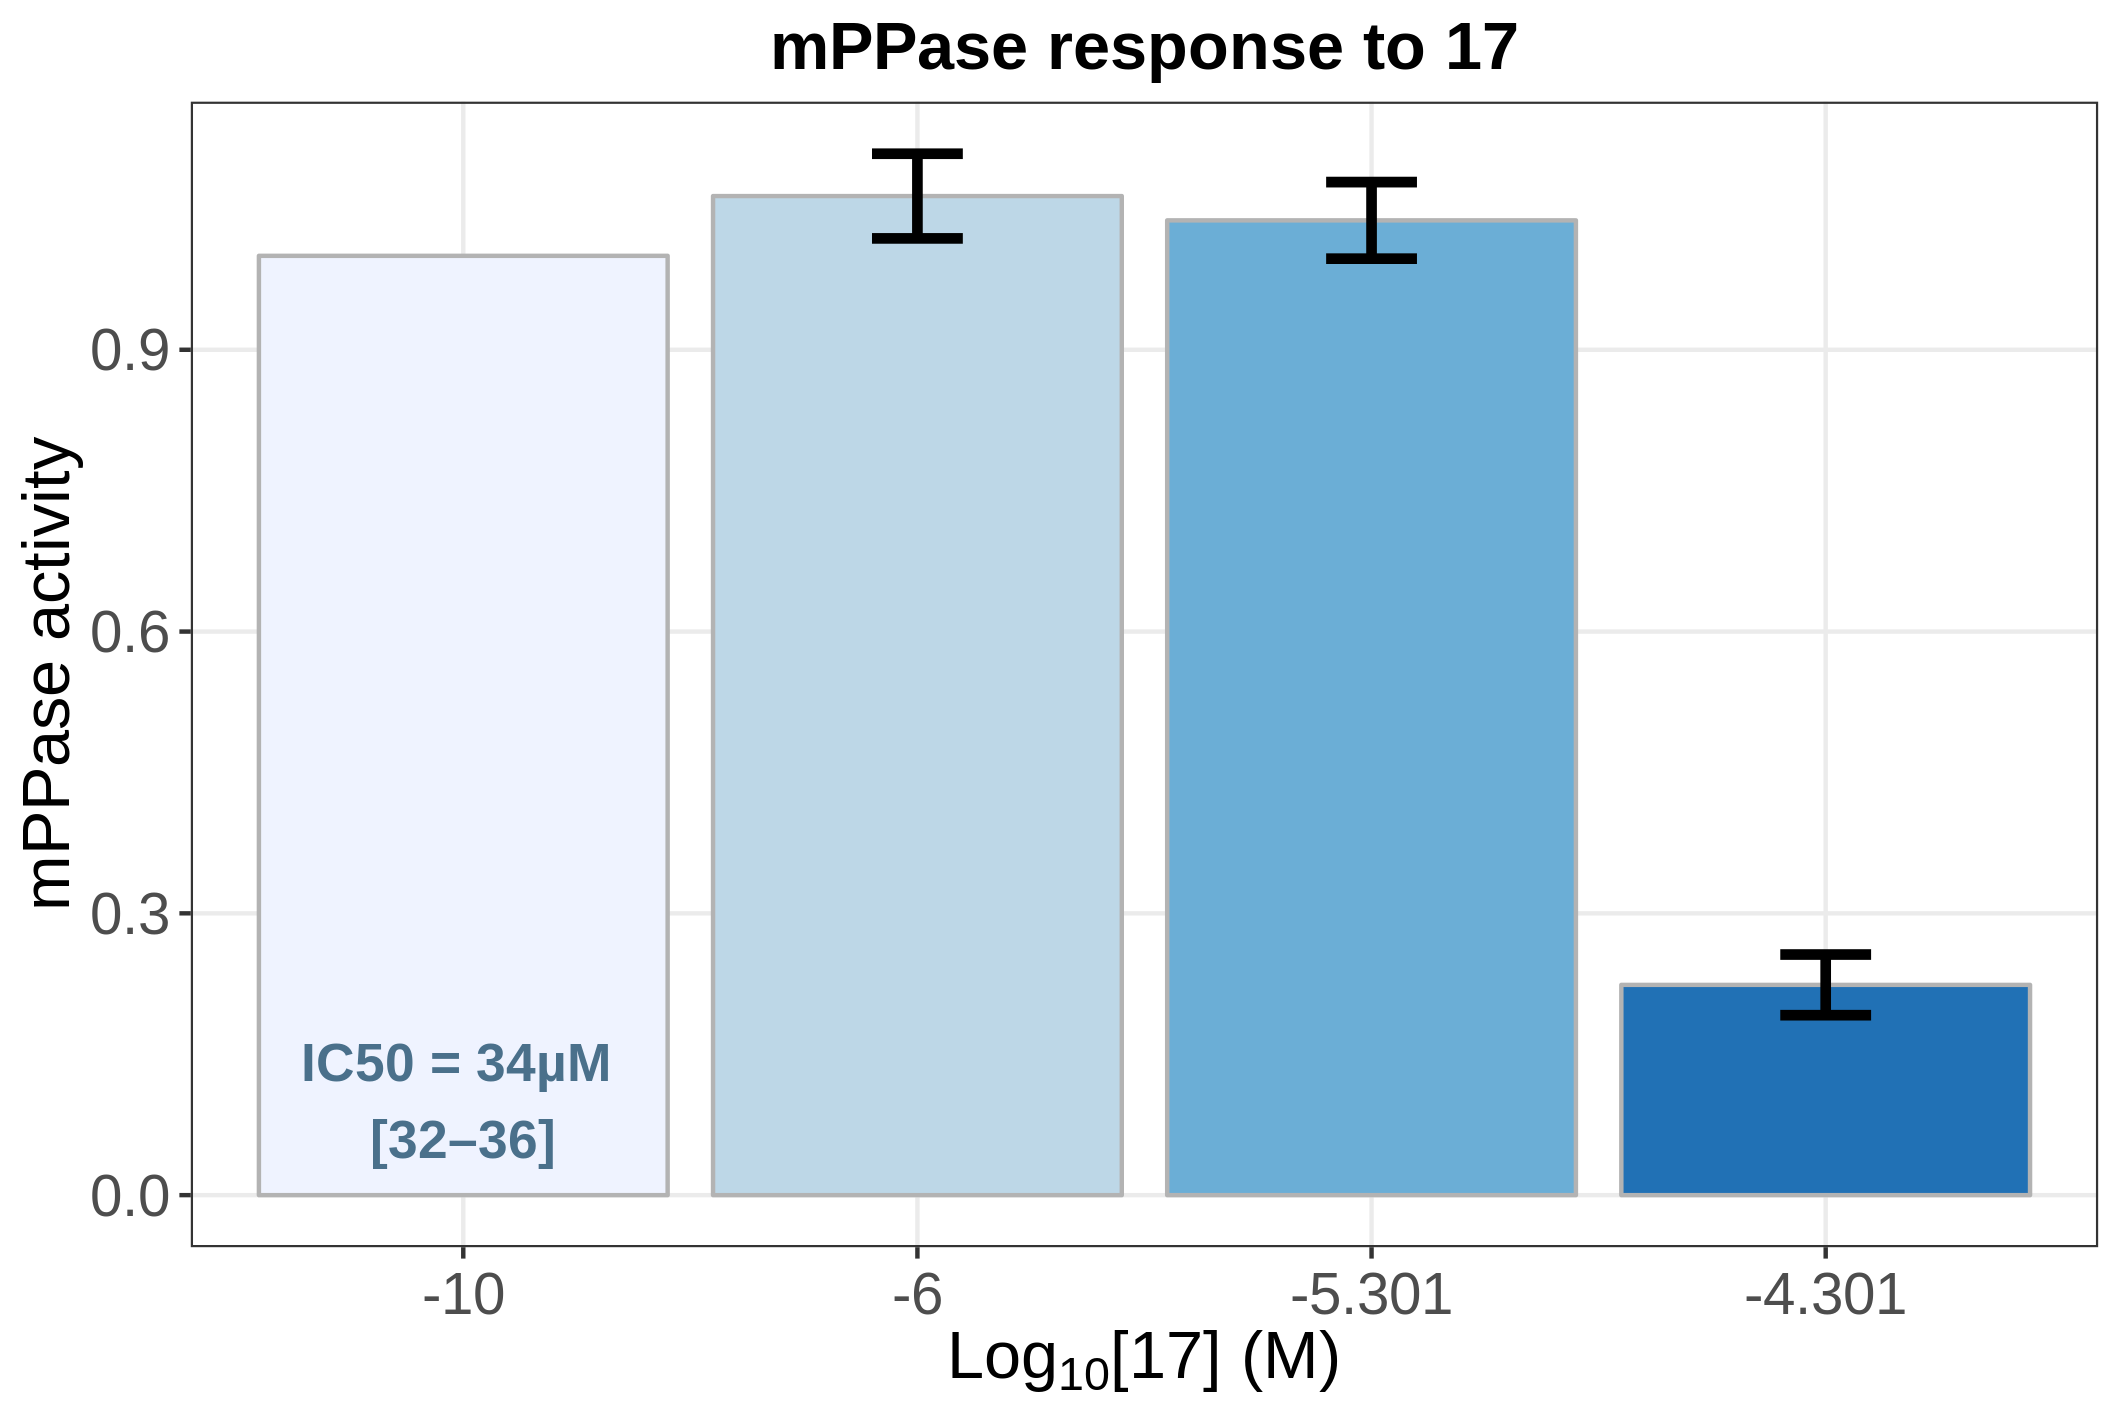 mPPase response to 17
mPPase activity
0.9
0.6
0.3
0.0
IC50 = 34µM
[32–36]
-10
-6
-5.301
-4.301
Log₁₀[17] (M)